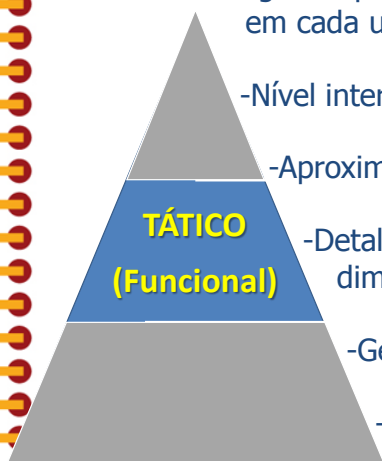 em cada u
-Nível inter
-Aproxim
TÁTICO
(Funcional)
-Detal
dim
-Ge
-